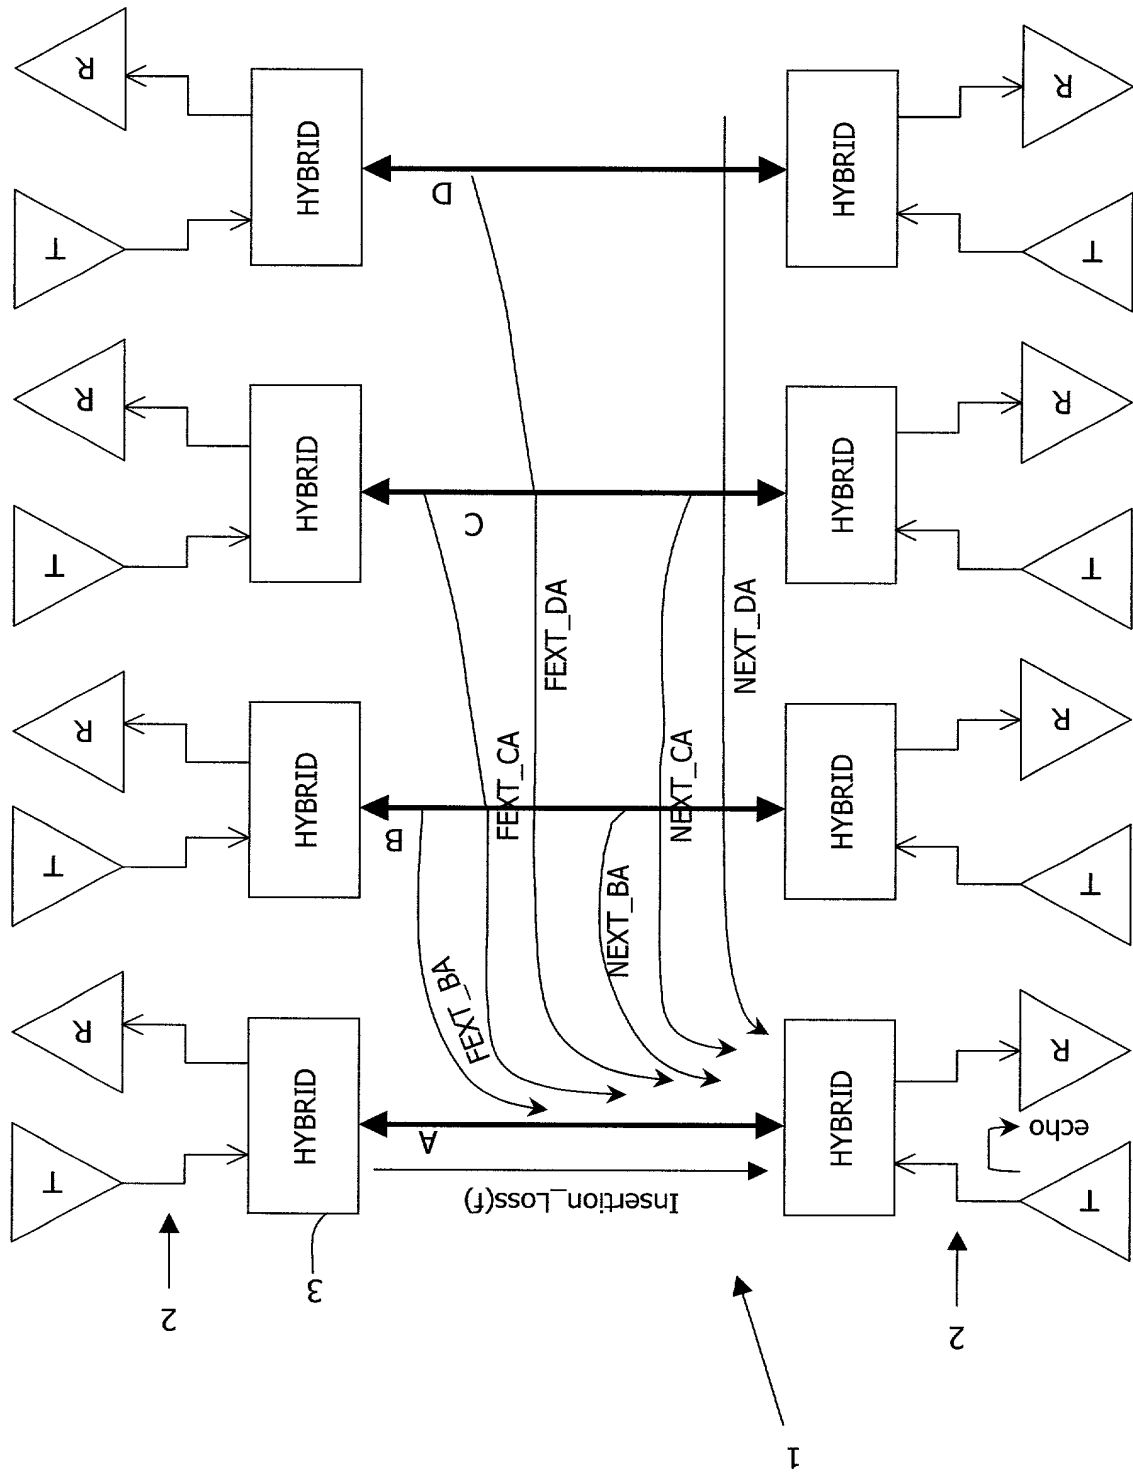 R
T
R
T
R
T
R
T
HYBRID
HYBRID
HYBRID
HYBRID
D
C
B
A
FEXT_DA
FEXT_CA
FEXT_BA
NEXT_DA
NEXT_CA
NEXT_BA
Insertion_Loss(f)
HYBRID
HYBRID
HYBRID
HYBRID
R
T
R
T
R
T
R
T
echo
2
3
2
1